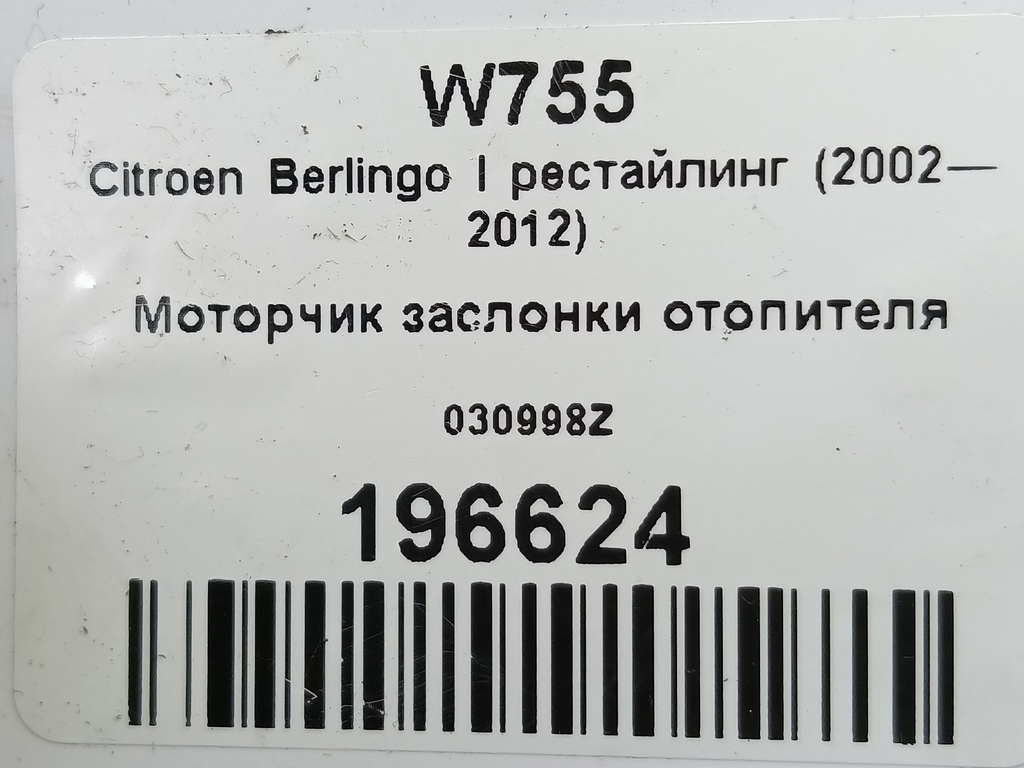 W755
Citroen Berlingo I рестайлинг (2002—
2012)
Моторчик заслонки отопителя
030998Z
196624